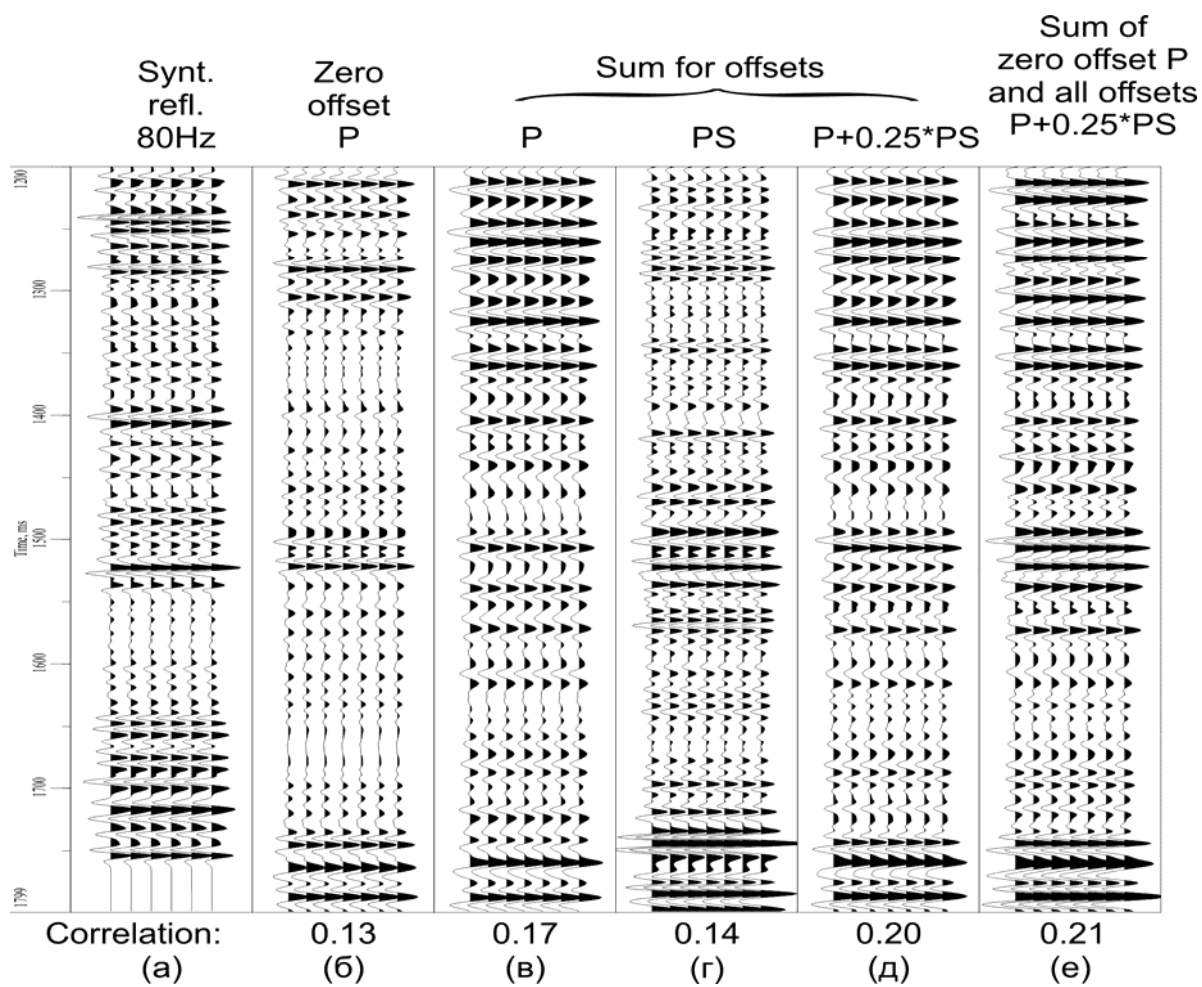 Synt.
refl.
80Hz
Zero
offset
P
Sum for offsets
P
PS
P+0.25*PS
Sum of
zero offset P
and all offsets
P+0.25*PS
1200
1300
1400
Time, ms
1500
1600
1700
1799
Correlation:
0.13
0.17
0.14
0.20
0.21
(а)
(б)
(в)
(г)
(д)
(е)